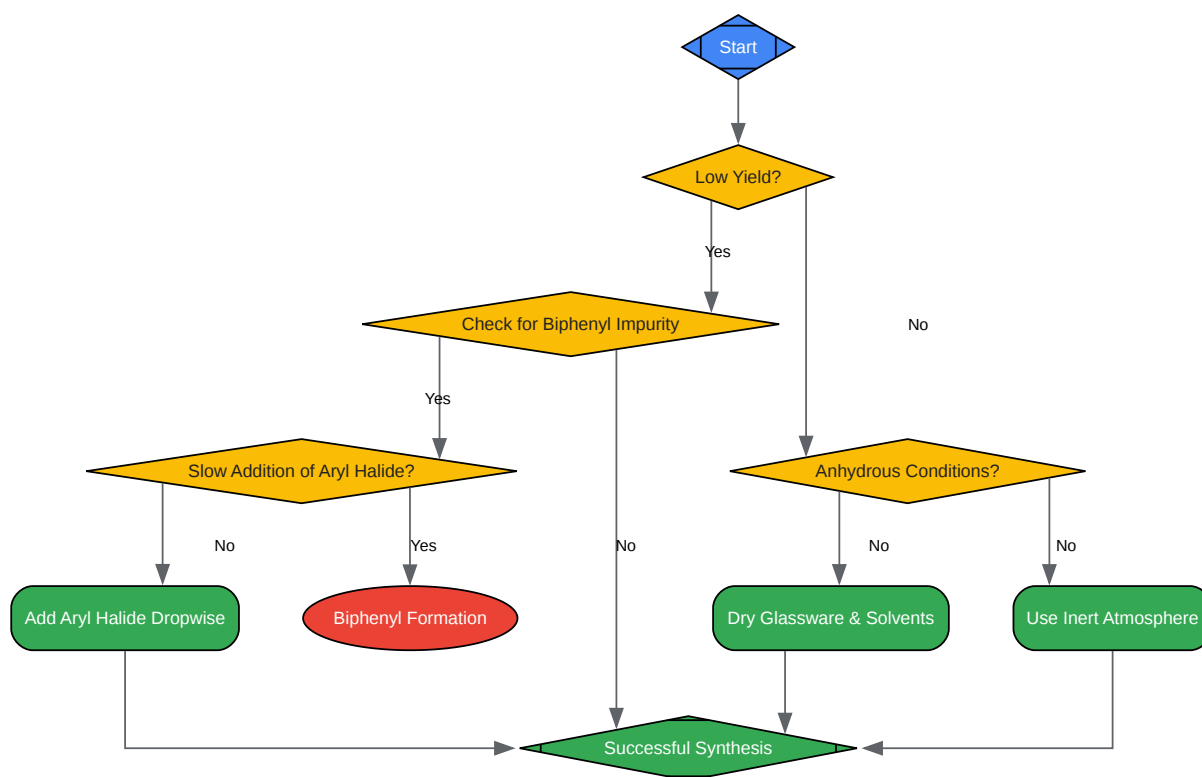 Start
Low Yield?
Yes
Check for Biphenyl Impurity
No
Yes
Slow Addition of Aryl Halide?
Anhydrous Conditions?
No
Yes
No
No
No
Add Aryl Halide Dropwise
Biphenyl Formation
Dry Glassware & Solvents
Use Inert Atmosphere
Successful Synthesis